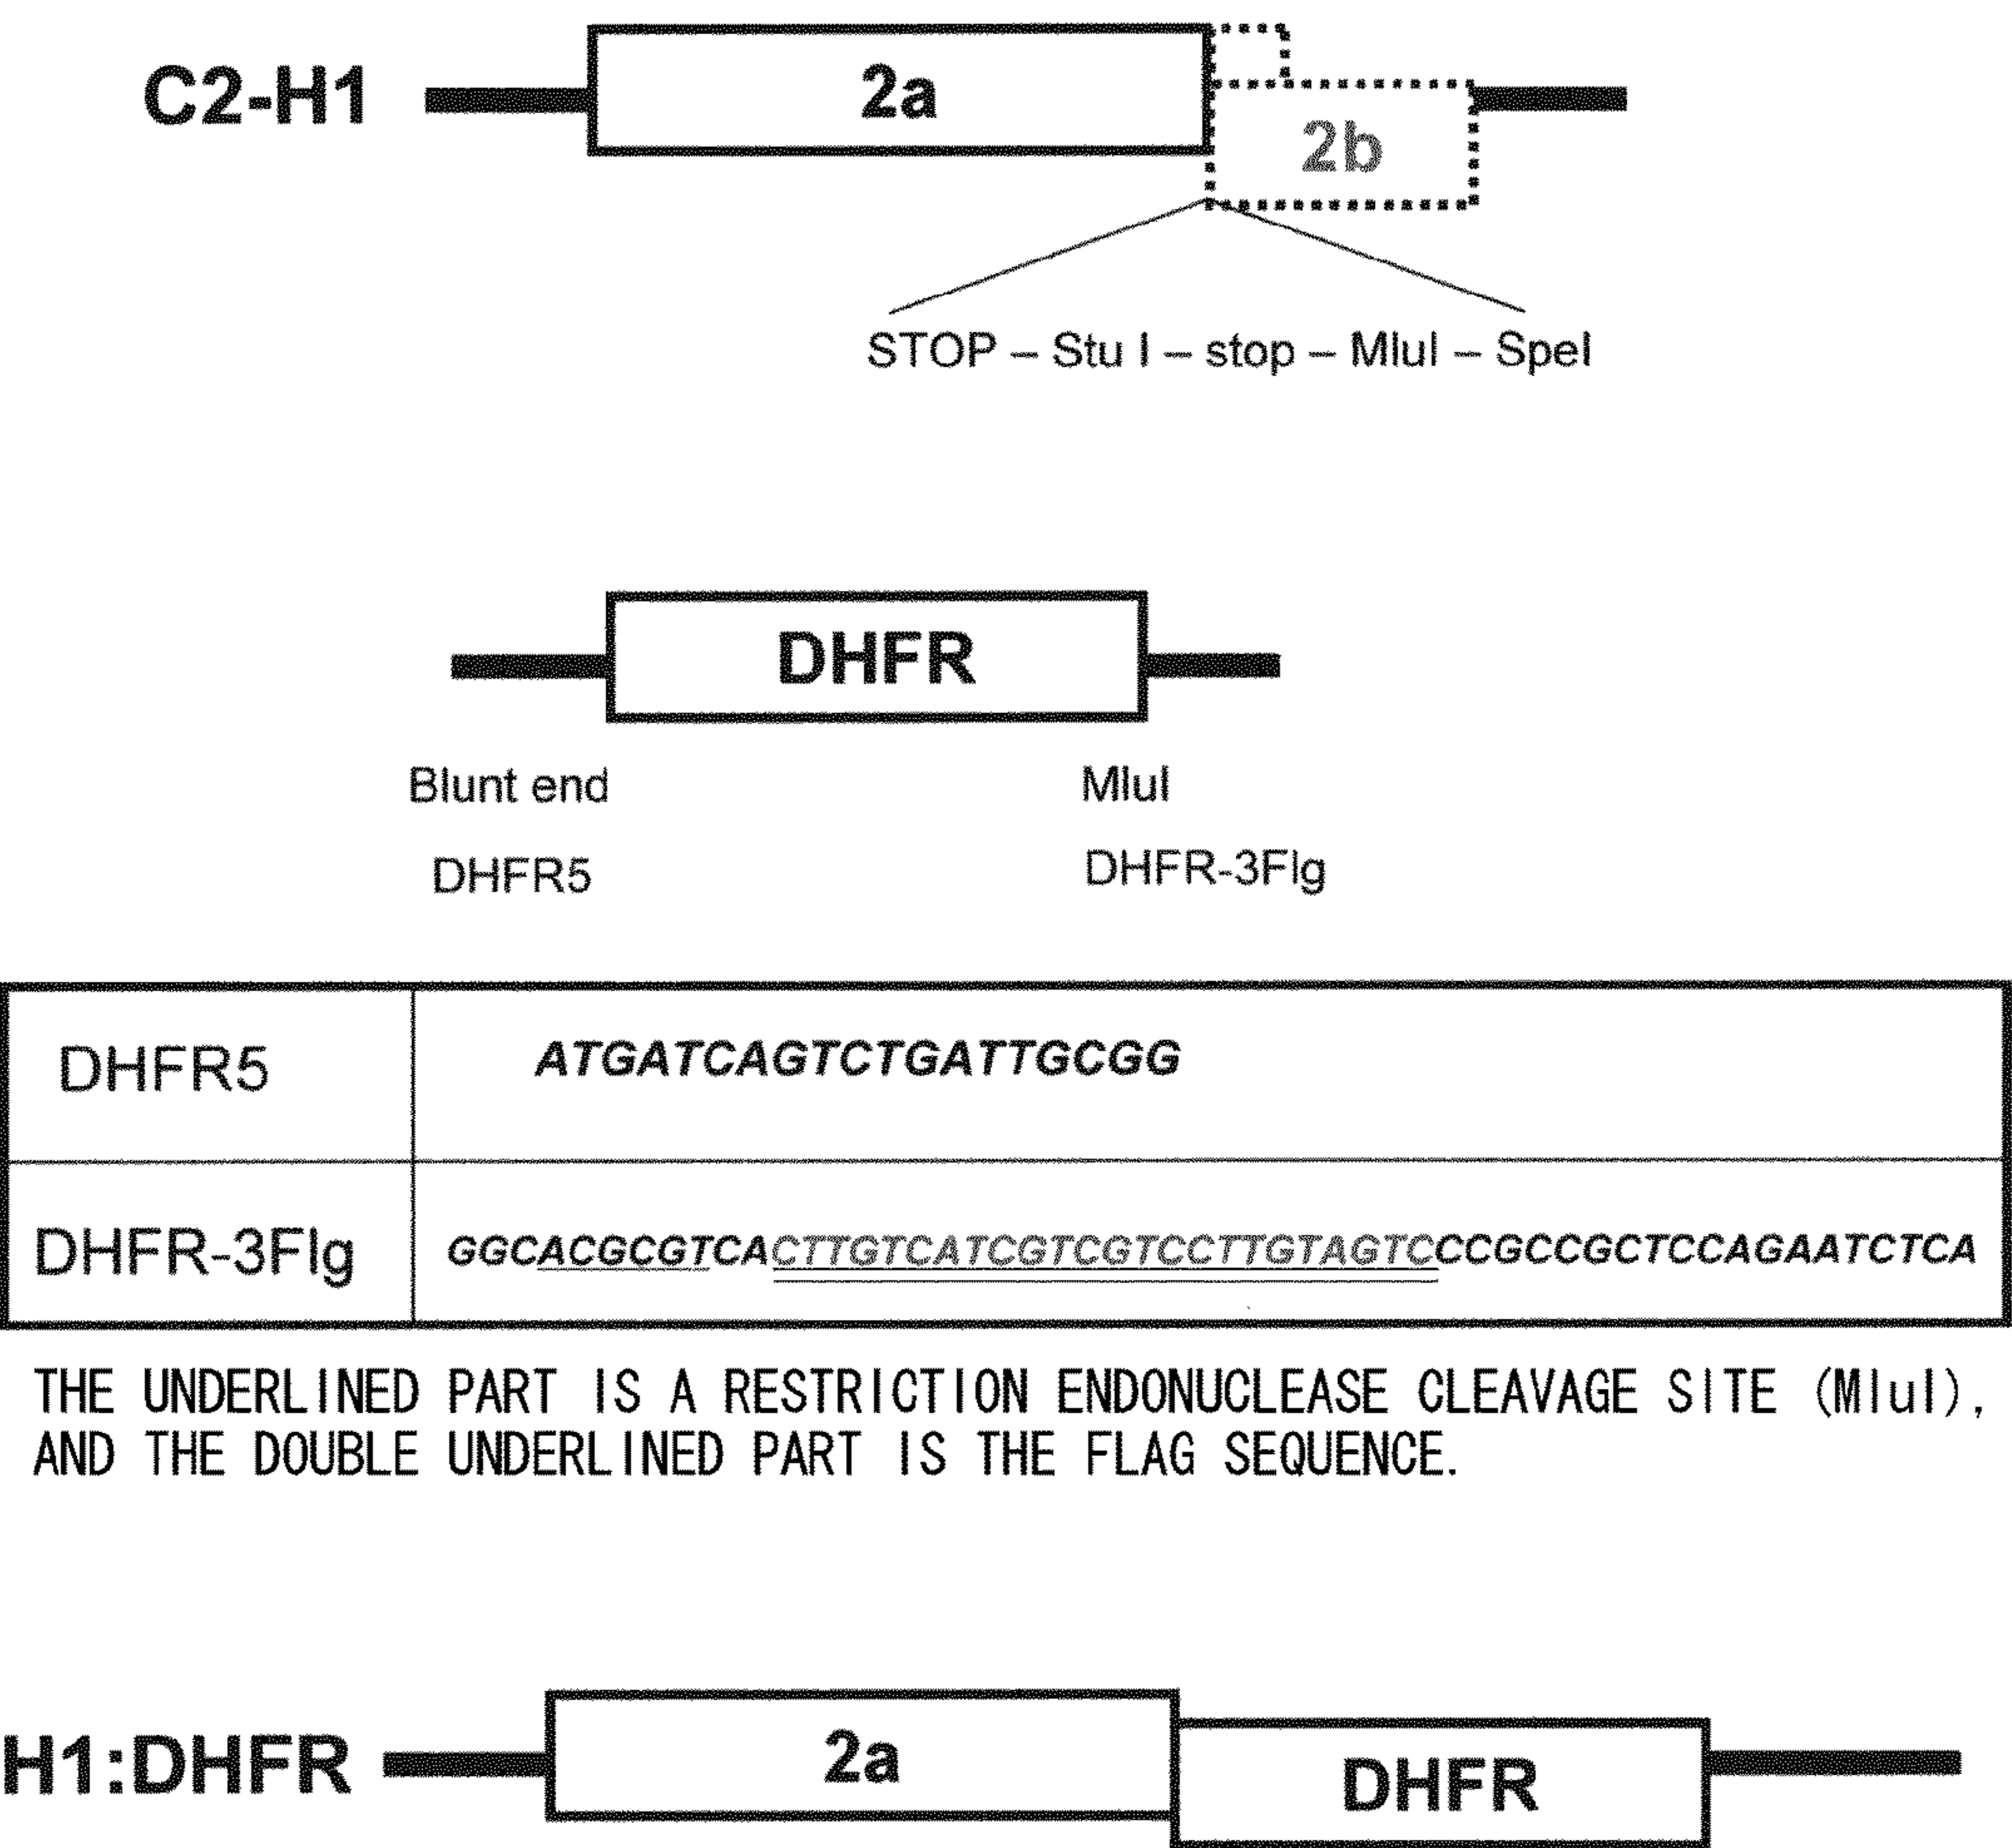 C2-H1
2a
2b
STOP – Stu I – stop – MluI – SpeI
DHFR
Blunt end
MluI
DHFR5
DHFR-3Flg
DHFR5
ATGATCAGTCTGATTGCGG
DHFR-3Flg
GGCACGCGTCACTTGTCATCGTCGTCCTTGTAGTCCCGCCGCTCCAGAATCTCA
THE UNDERLINED PART IS A RESTRICTION ENDONUCLEASE CLEAVAGE SITE (MluI),
AND THE DOUBLE UNDERLINED PART IS THE FLAG SEQUENCE.
H1:DHFR
2a
DHFR